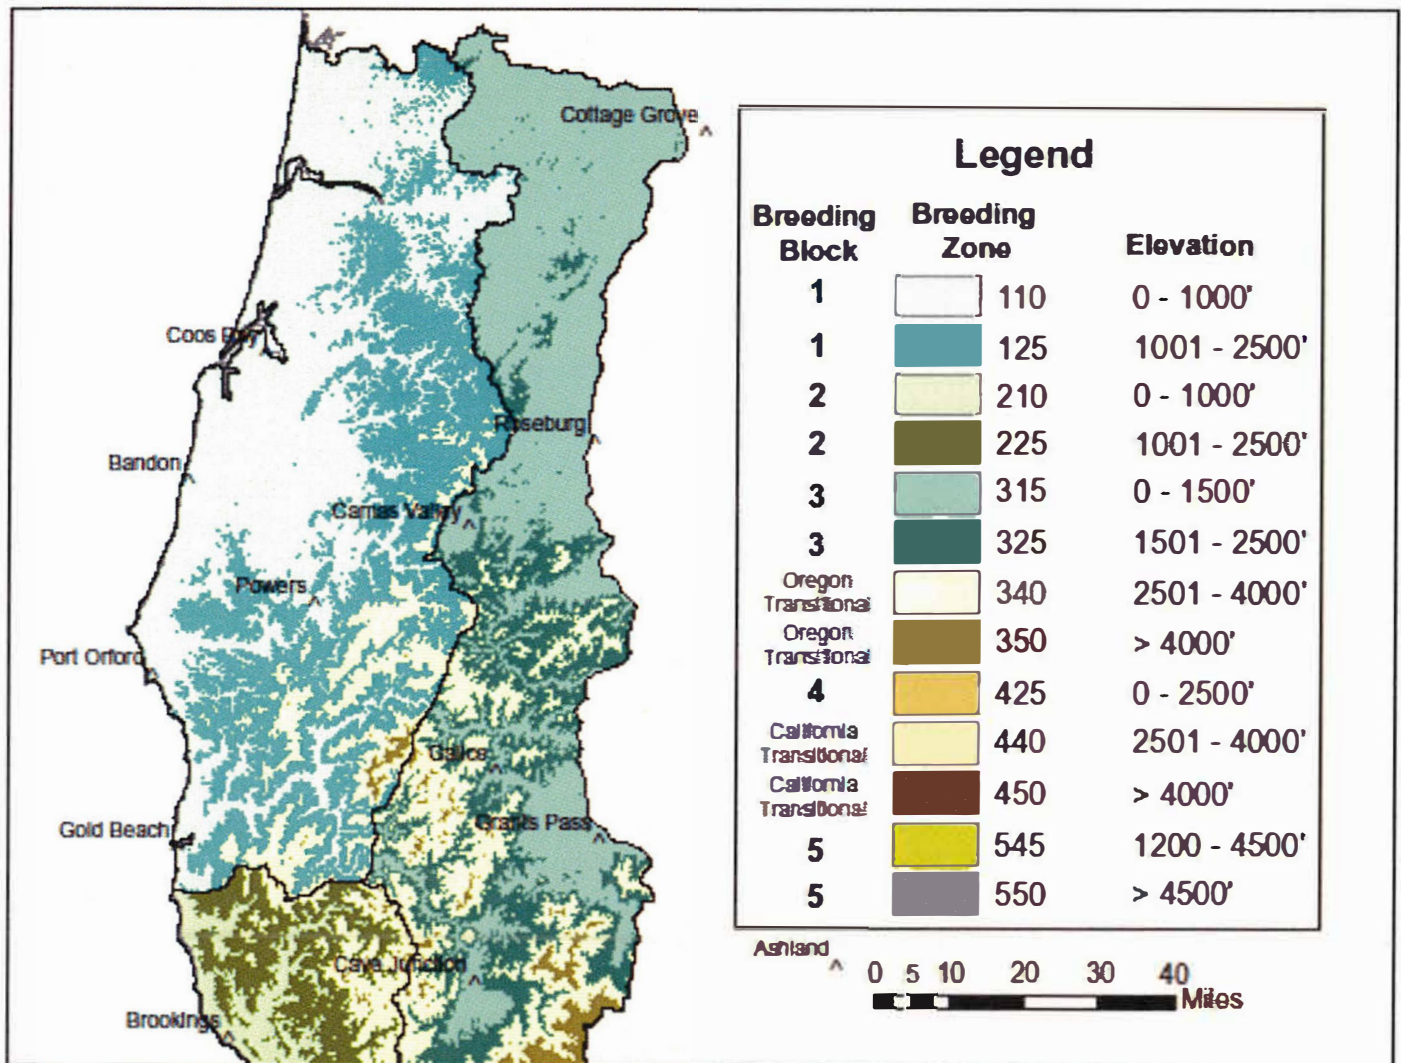 Cottage Grove
Coos Bay
Roseburg
Bandon
Camas Valley
Powers
Port Orford
Galice
Gold Beach
Grants Pass
Cave Junction
Brookings
Legend
Breeding Block Breeding Zone Elevation
1 110 0 - 1000'
1 125 1001 - 2500'
2 210 0 - 1000'
2 225 1001 - 2500'
3 315 0 - 1500'
3 325 1501 - 2500'
Oregon Transitional 340 2501 - 4000'
Oregon Transitional 350 > 4000'
4 425 0 - 2500'
California Transitional 440 2501 - 4000'
California Transitional 450 > 4000'
5 545 1200 - 4500'
5 550 > 4500'
Ashland
0 5 10 20 30 40
Miles